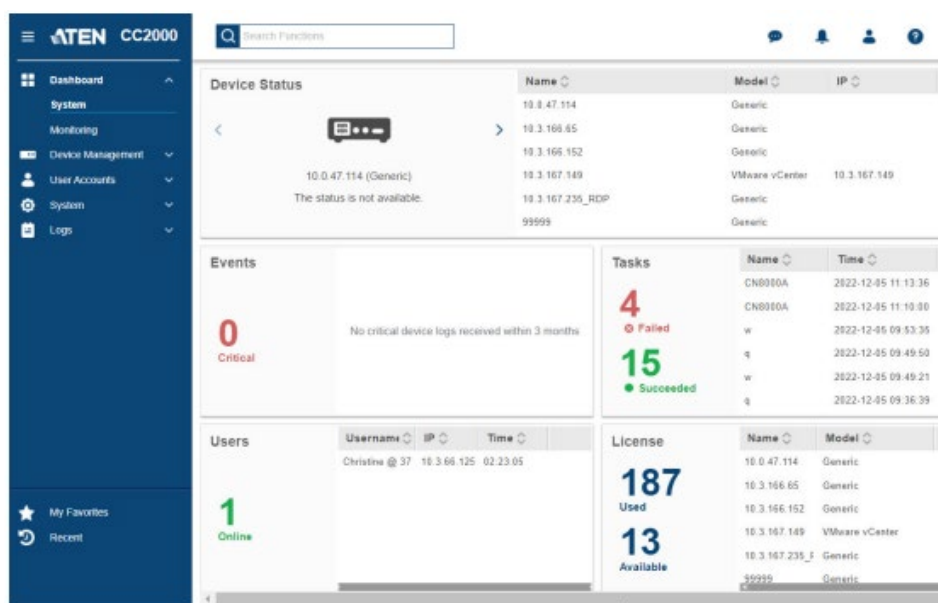 ATEN CC2000
Search Functions
Dashboard
System
Monitoring
Device Management
User Accounts
System
Logs
My Favorites
Recent
Device Status
10.0.47.114 (Generic)
The status is not available.
Name Model IP
10.0.47.114 Generic
10.3.166.65 Generic
10.3.166.152 Generic
10.3.167.149 VMware vCenter 10.3.167.149
10.3.167.235_RDP Generic
99999 Generic
Events
0
Critical
No critical device logs received within 3 months
Tasks
4
Failed
15
Succeeded
Name Time
CN8000A 2022-12-05 11:13:36
CN8000A 2022-12-05 11:10:00
w 2022-12-05 09:53:35
q 2022-12-05 09:49:50
w 2022-12-05 09:49:21
q 2022-12-05 09:36:39
Users
1
Online
Username IP Time
Christine @ 37 10.3.66.125 02:23:05
License
187
Used
13
Available
Name Model
10.0.47.114 Generic
10.3.166.65 Generic
10.3.166.152 Generic
10.3.167.149 VMware vCenter
10.3.167.235_F Generic
99999 Generic